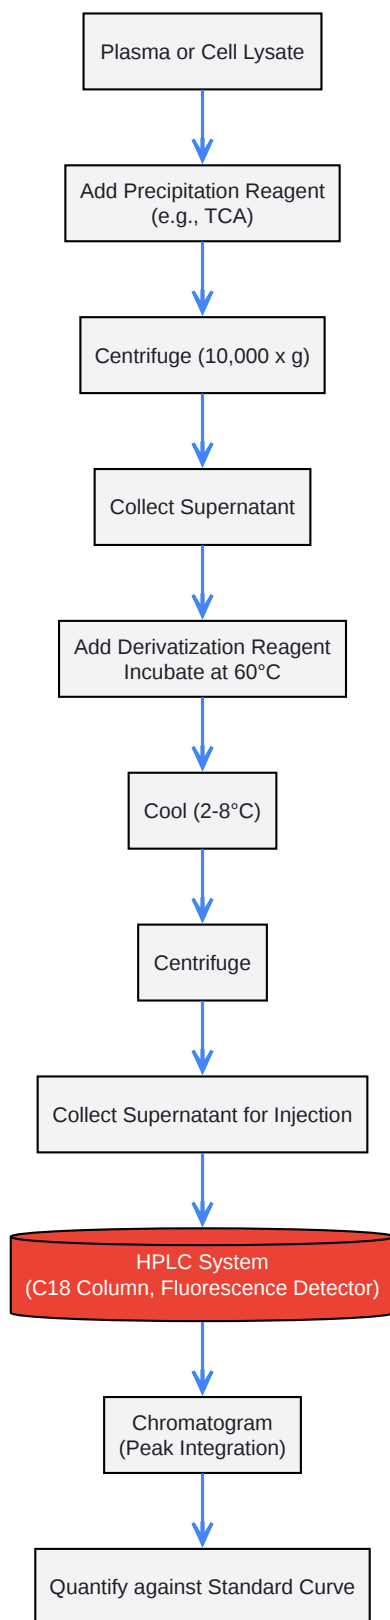 Plasma or Cell Lysate
Add Precipitation Reagent
(e.g., TCA)
Centrifuge (10,000 x g)
Collect Supernatant
Add Derivatization Reagent
Incubate at 60°C
Cool (2-8°C)
Centrifuge
Collect Supernatant for Injection
HPLC System
(C18 Column, Fluorescence Detector)
Chromatogram
(Peak Integration)
Quantify against Standard Curve